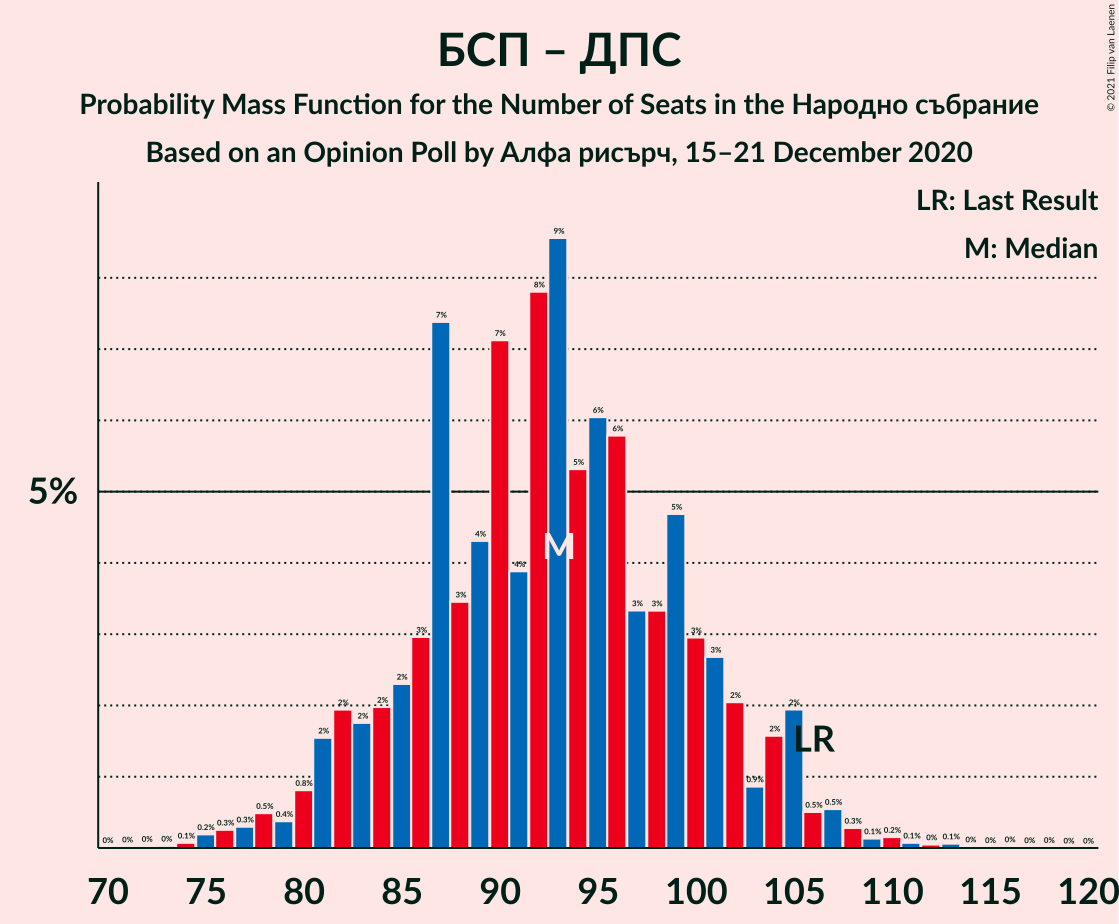 БСП – ДПС
Probability Mass Function for the Number of Seats in the Народно събрание
Based on an Opinion Poll by Алфа рисърч, 15–21 December 2020
© 2021 Filip van Laenen
LR: Last Result
M: Median
5%
0% 0% 0% 0% 0.1% 0.2% 0.3% 0.3% 0.5% 0.4% 0.8% 2% 2% 2% 2% 2% 3% 7% 3% 4% 7% 4% 8% 9% 5% 6% 6% 3% 3% 5% 3% 3% 2% 0.9% 2% 2% 0.5% 0.5% 0.3% 0.1% 0.2% 0.1% 0% 0.1% 0% 0% 0% 0% 0% 0% 0%
M
LR
70 75 80 85 90 95 100 105 110 115 120